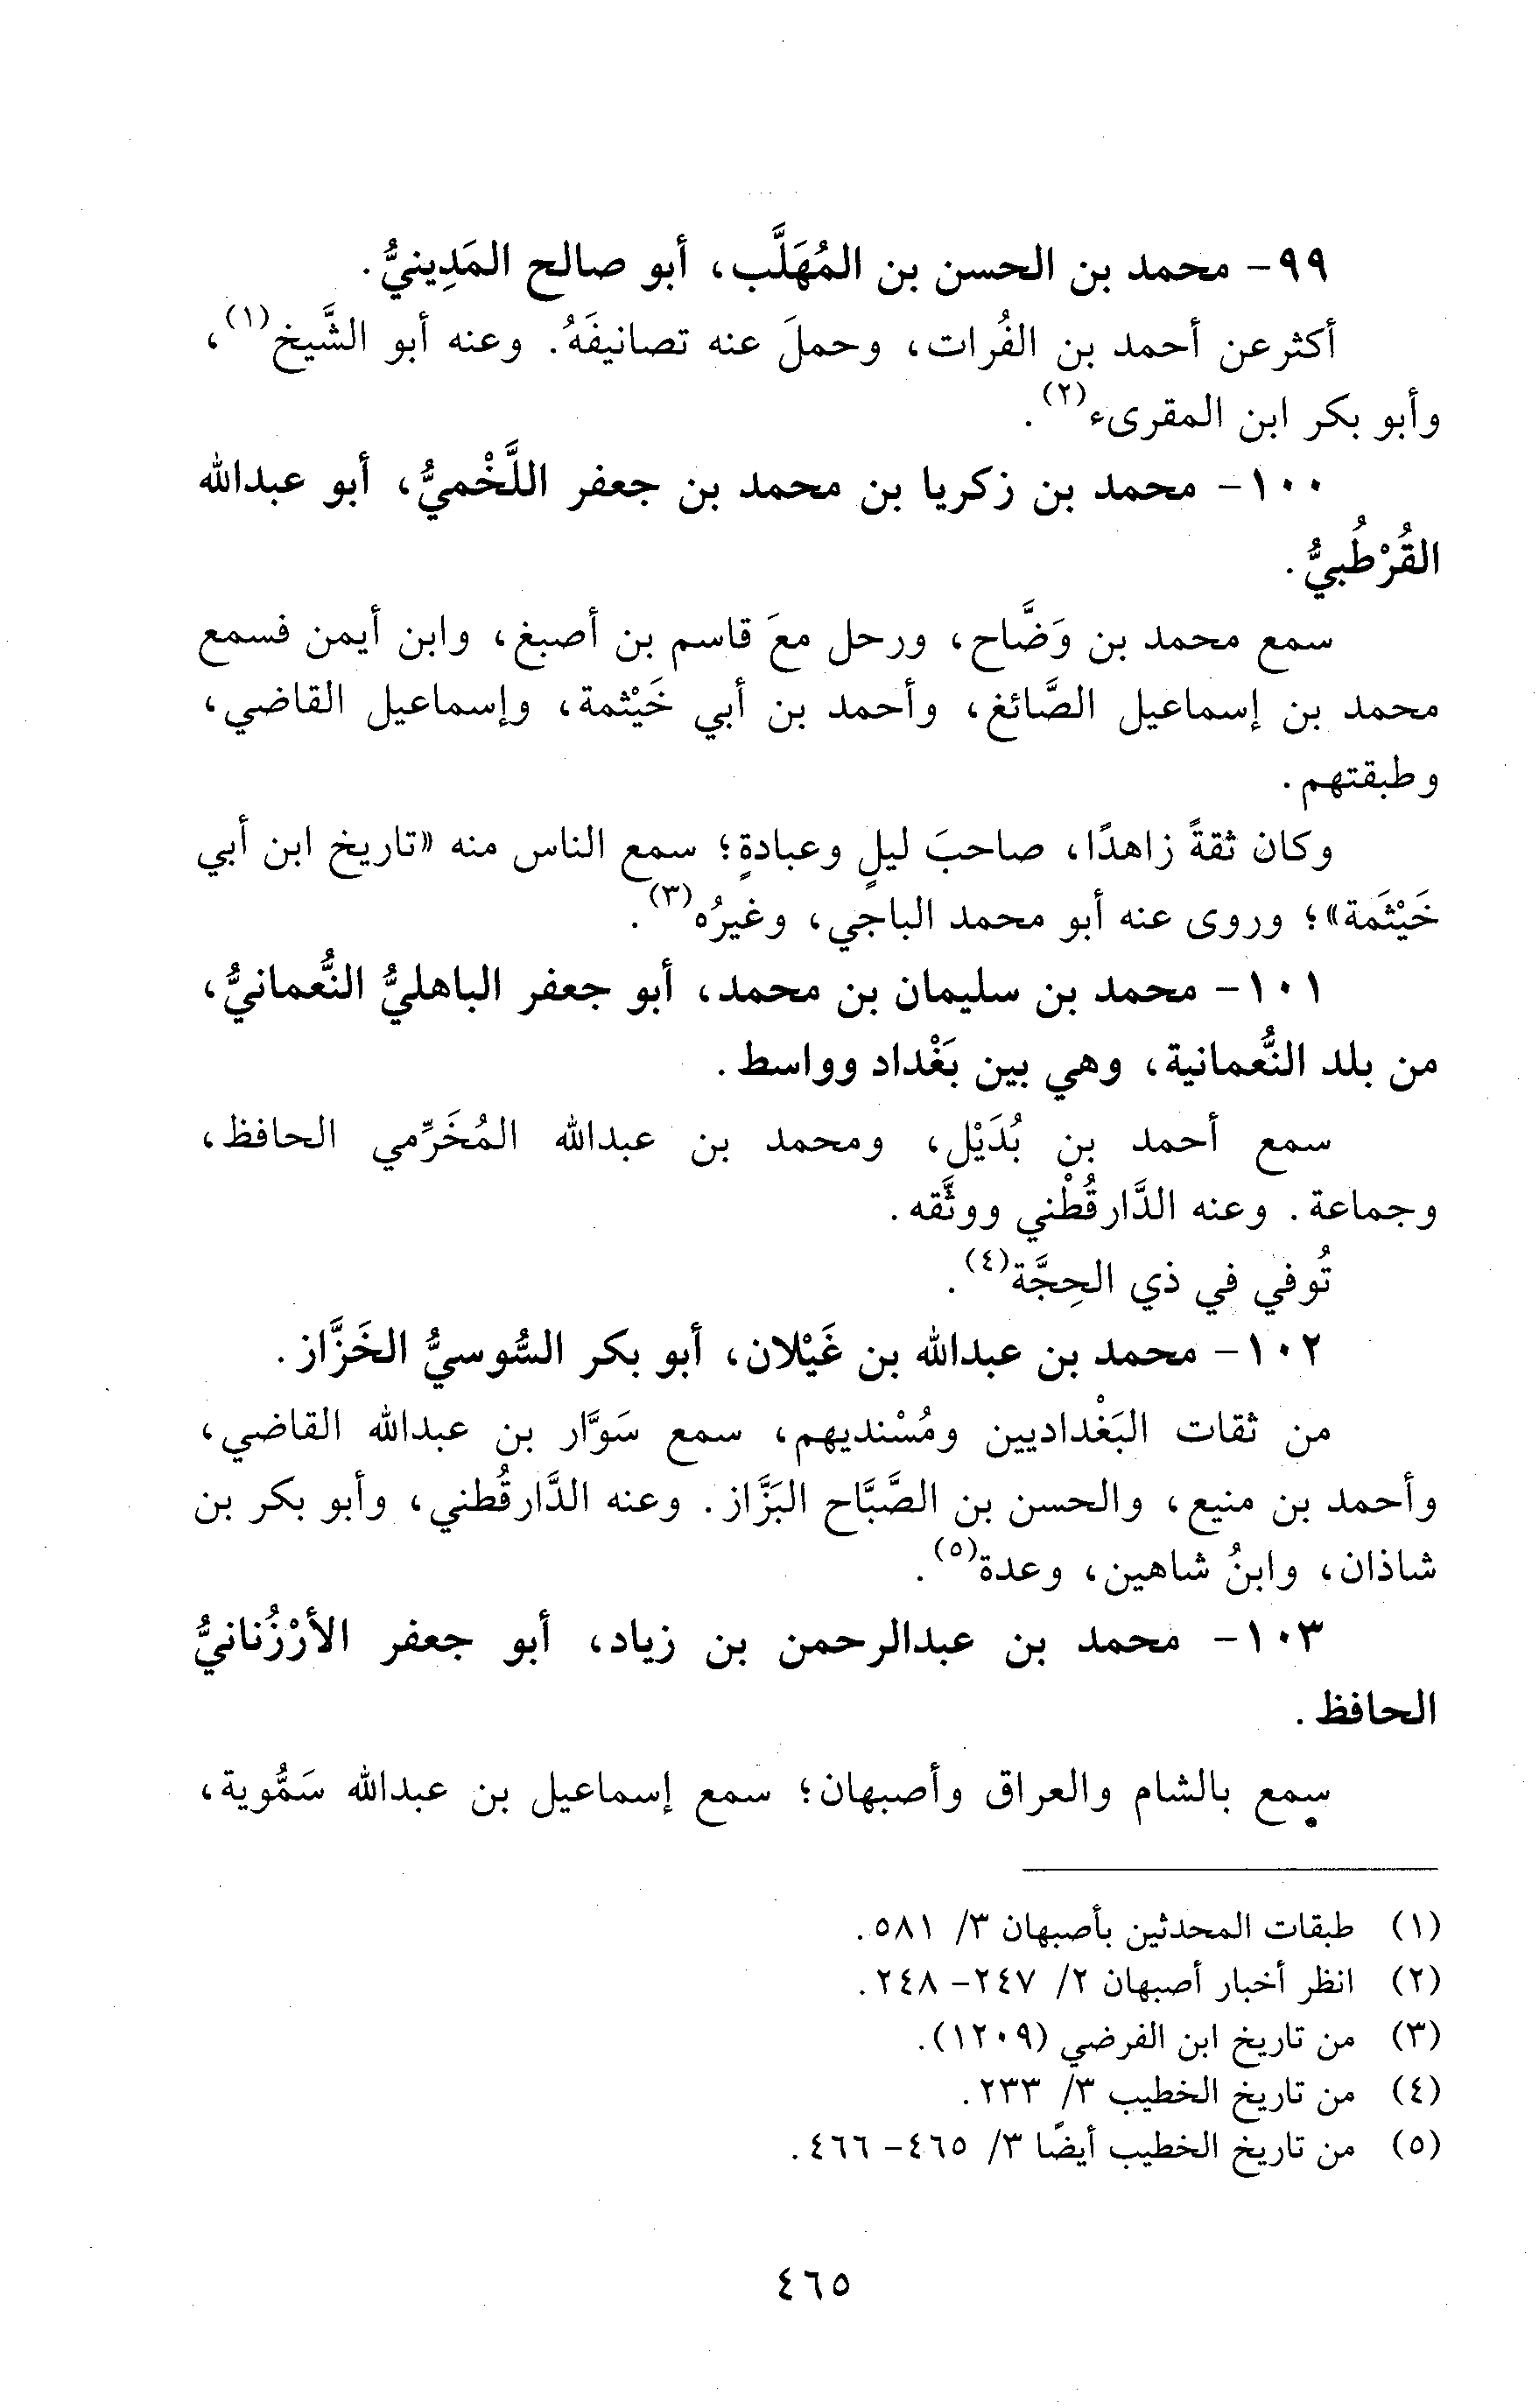 ٩٩- محمد بن الحسن بن المُهَلَّب، أبو صالح المَدِينيُّ.
أكثرعن أحمد بن الفُرات، وحملَ عنه تصانيفَهُ. وعنه أبو الشَّيخ(١)،
وأبو بكر ابن المقرىء(٢).
١٠٠- محمد بن زكريا بن محمد بن جعفر اللَّخْميُّ، أبو عبدالله
القُرْطُبيُّ.
سمع محمد بن وَضَّاح، ورحل معَ قاسم بن أصبغ، وابن أيمن فسمع
محمد بن إسماعيل الصَّائغ، وأحمد بن أبي خَيْثمة، وإسماعيل القاضي،
وطبقتهم.
وكان ثقةً زاهدًا، صاحبَ ليلٍ وعبادةٍ؛ سمع الناس منه «تاريخ ابن أبي
خَيْثَمة»؛ وروى عنه أبو محمد الباجي، وغيرُه(٣).
١٠١- محمد بن سليمان بن محمد، أبو جعفر الباهليُّ النُّعمانيُّ،
من بلد النُّعمانية، وهي بين بَغْداد وواسط.
سمع أحمد بن بُدَيْل، ومحمد بن عبدالله المُخَرِّمي الحافظ،
وجماعة. وعنه الدَّارقُطْني ووثَّقه.
تُوفي في ذي الحِجَّة(٤).
١٠٢- محمد بن عبدالله بن غَيْلان، أبو بكر السُّوسيُّ الخَزَّاز.
من ثقات البَغْداديين ومُسْنديهم، سمع سَوَّار بن عبدالله القاضي،
وأحمد بن منيع، والحسن بن الصَّبَّاح البَزَّاز. وعنه الدَّارقُطني، وأبو بكر بن
شاذان، وابنُ شاهين، وعدة(٥).
١٠٣- محمد بن عبدالرحمن بن زياد، أبو جعفر الأرْزُنانيُّ
الحافظ.
سمع بالشام والعراق وأصبهان؛ سمع إسماعيل بن عبدالله سَمُّوية،
(١) طبقات المحدثين بأصبهان ٣/ ٥٨١.
(٢) انظر أخبار أصبهان ٢/ ٢٤٧- ٢٤٨.
(٣) من تاريخ ابن الفرضي (١٢٠٩).
(٤) من تاريخ الخطيب ٣/ ٢٣٣.
(٥) من تاريخ الخطيب أيضًا ٣/ ٤٦٥- ٤٦٦.
٤٦٥